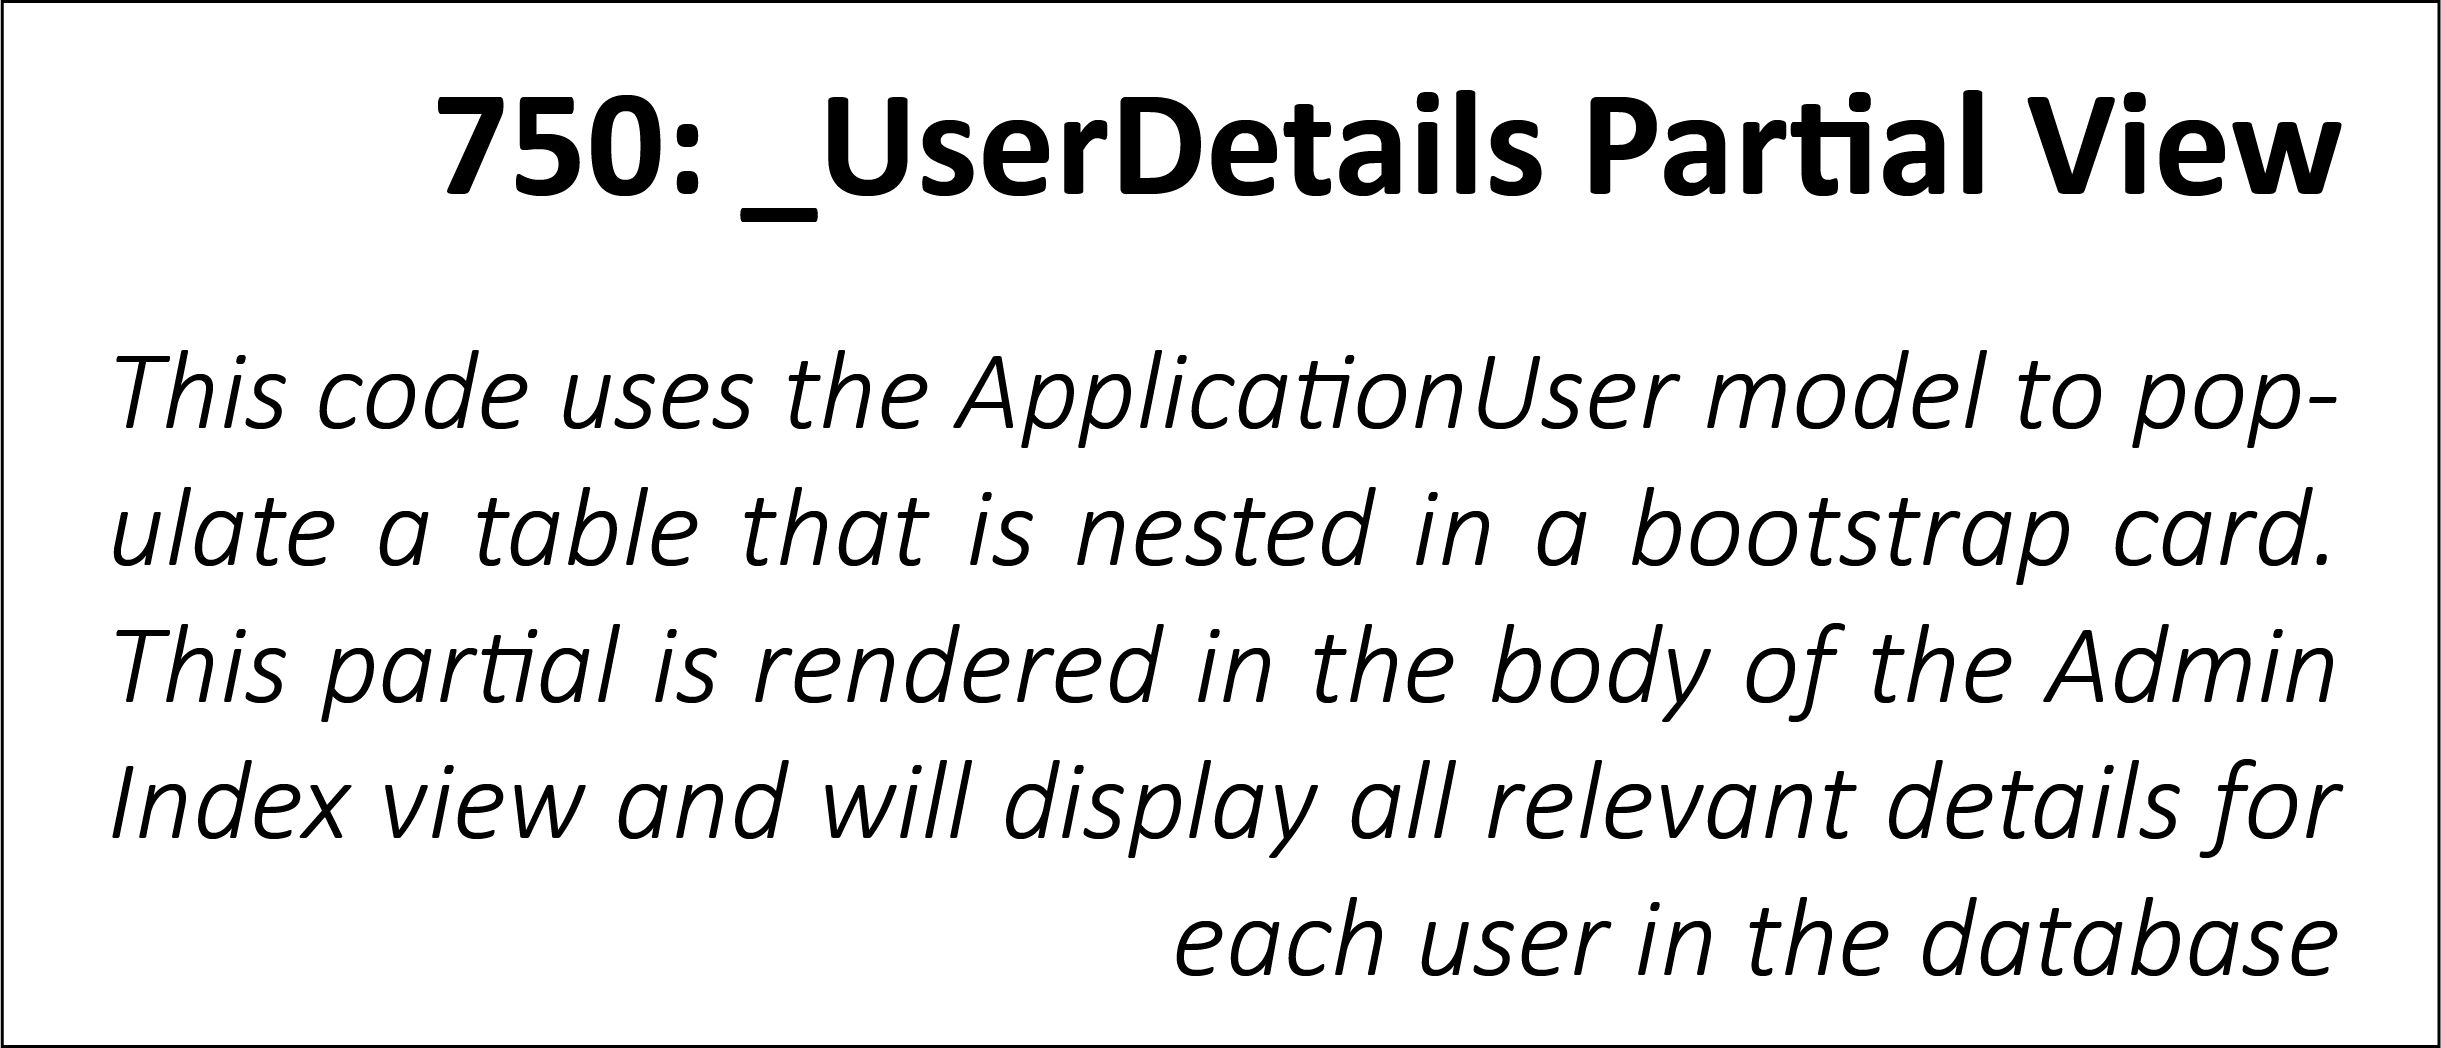 750: _UserDetails Partial View
This code uses the ApplicationUser model to pop-
ulate a table that is nested in a bootstrap card.
This partial is rendered in the body of the Admin
Index view and will display all relevant details for
each user in the database